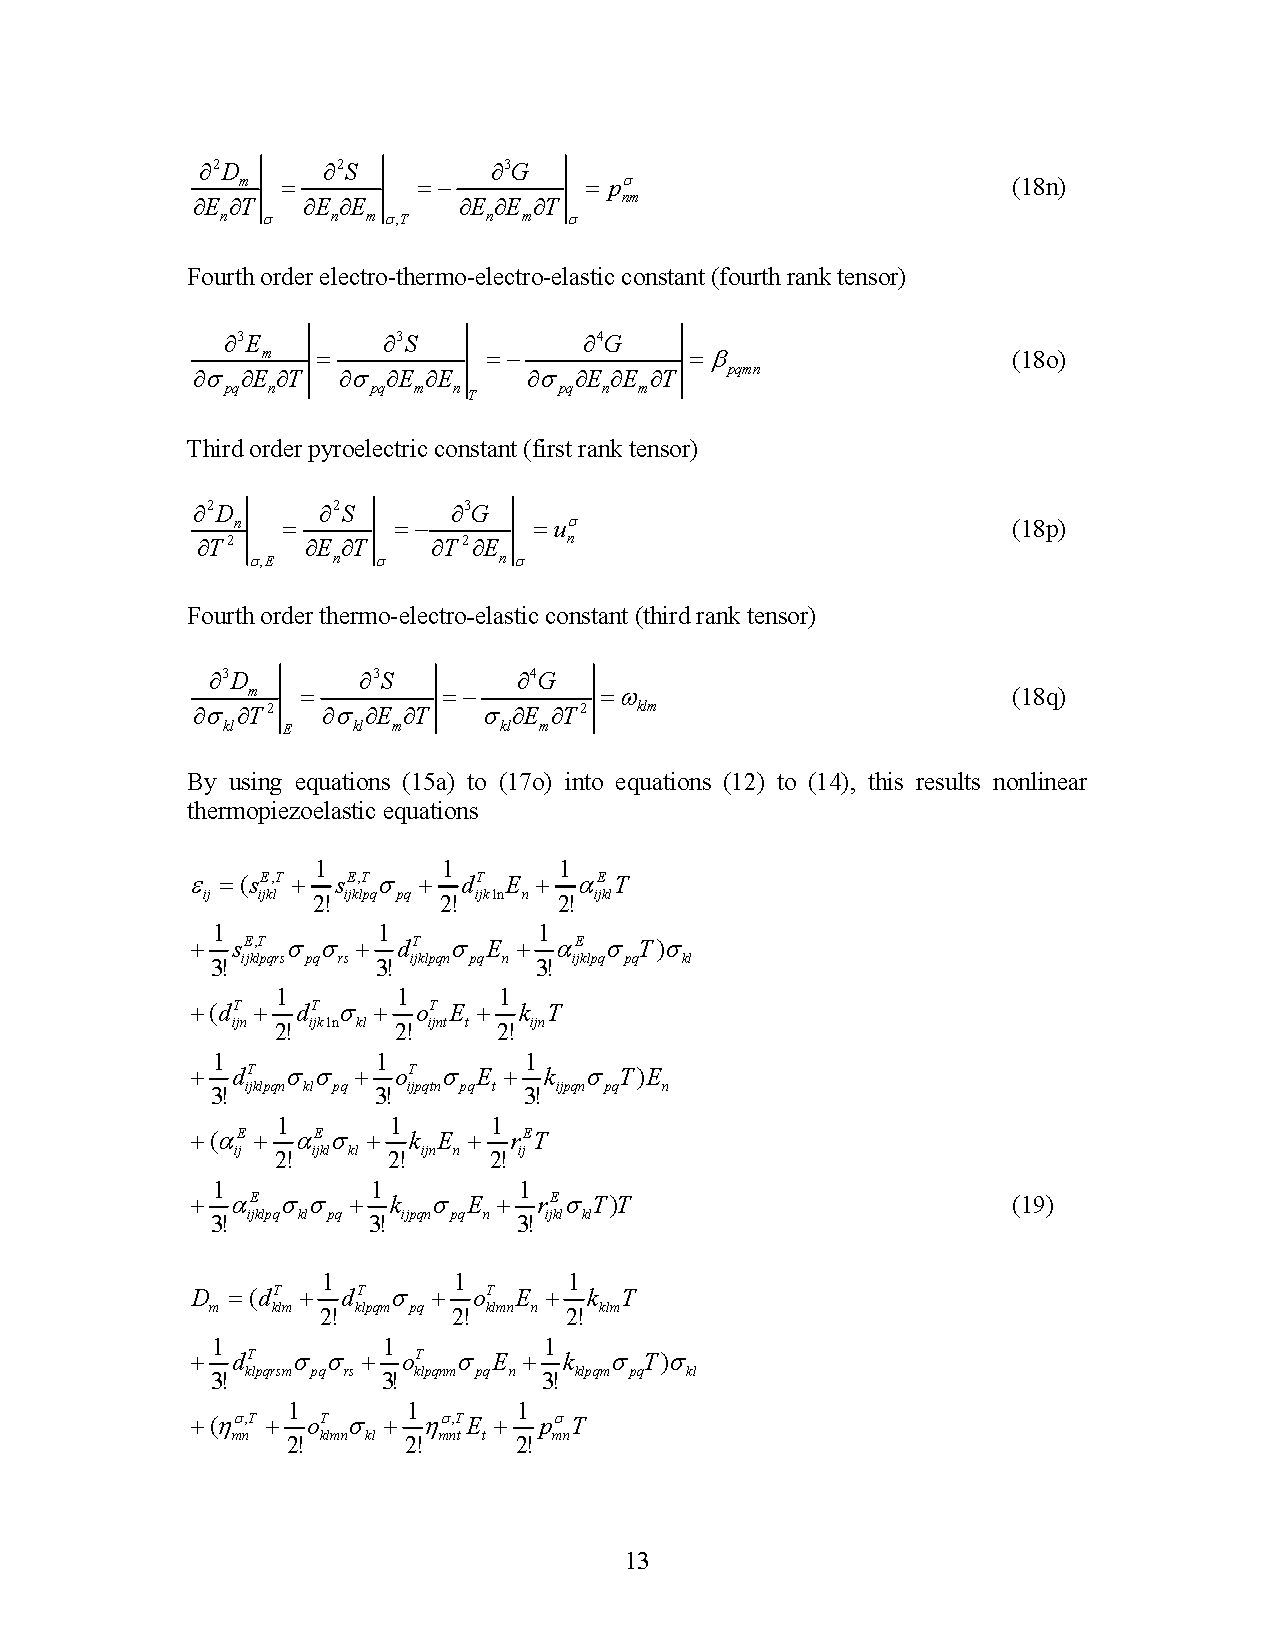 ∂²D_m/∂E_n∂T |_σ = ∂²S/∂E_n∂E_m |_σ,T = − ∂³G/∂E_n∂E_m∂T |_σ = p^σ_nm (18n)
Fourth order electro-thermo-electro-elastic constant (fourth rank tensor)
∂³E_m/∂σ_pq∂E_n∂T | = ∂³S/∂σ_pq∂E_m∂E_n |_T = − ∂⁴G/∂σ_pq∂E_n∂E_m∂T | = β_pqmn (18o)
Third order pyroelectric constant (first rank tensor)
∂²D_n/∂T² |_σ,E = ∂²S/∂E_n∂T |_σ = − ∂³G/∂T²∂E_n |_σ = u^σ_n (18p)
Fourth order thermo-electro-elastic constant (third rank tensor)
∂³D_m/∂σ_kl∂T² |_E = ∂³S/∂σ_kl∂E_m∂T | = − ∂⁴G/σ_kl∂E_m∂T² | = ω_klm (18q)
By using equations (15a) to (17o) into equations (12) to (14), this results nonlinear
thermopiezoelastic equations
ε_ij = (s^E,T_ijkl + 1/2! s^E,T_ijklpq σ_pq + 1/2! d^T_ijkln E_n + 1/2! α^E_ijkl T
+ 1/3! s^E,T_ijklpqrs σ_pq σ_rs + 1/3! d^T_ijklpqn σ_pq E_n + 1/3! α^E_ijklpq σ_pq T)σ_kl
+ (d^T_ijn + 1/2! d^T_ijkln σ_kl + 1/2! o^T_ijnt E_t + 1/2! k_ijn T
+ 1/3! d^T_ijklpqn σ_kl σ_pq + 1/3! o^T_ijpqtn σ_pq E_t + 1/3! k_ijpqn σ_pq T)E_n
+ (α^E_ij + 1/2! α^E_ijkl σ_kl + 1/2! k_ijn E_n + 1/2! r^E_ij T
+ 1/3! α^E_ijklpq σ_kl σ_pq + 1/3! k_ijpqn σ_pq E_n + 1/3! r^E_ijkl σ_kl T)T (19)
D_m = (d^T_klm + 1/2! d^T_klpqm σ_pq + 1/2! o^T_klmn E_n + 1/2! k_klm T
+ 1/3! d^T_klpqrsm σ_pq σ_rs + 1/3! o^T_klpqnm σ_pq E_n + 1/3! k_klpqm σ_pq T)σ_kl
+ (η^σ,T_mn + 1/2! o^T_klmn σ_kl + 1/2! η^σ,T_mnt E_t + 1/2! p^σ_mn T
13